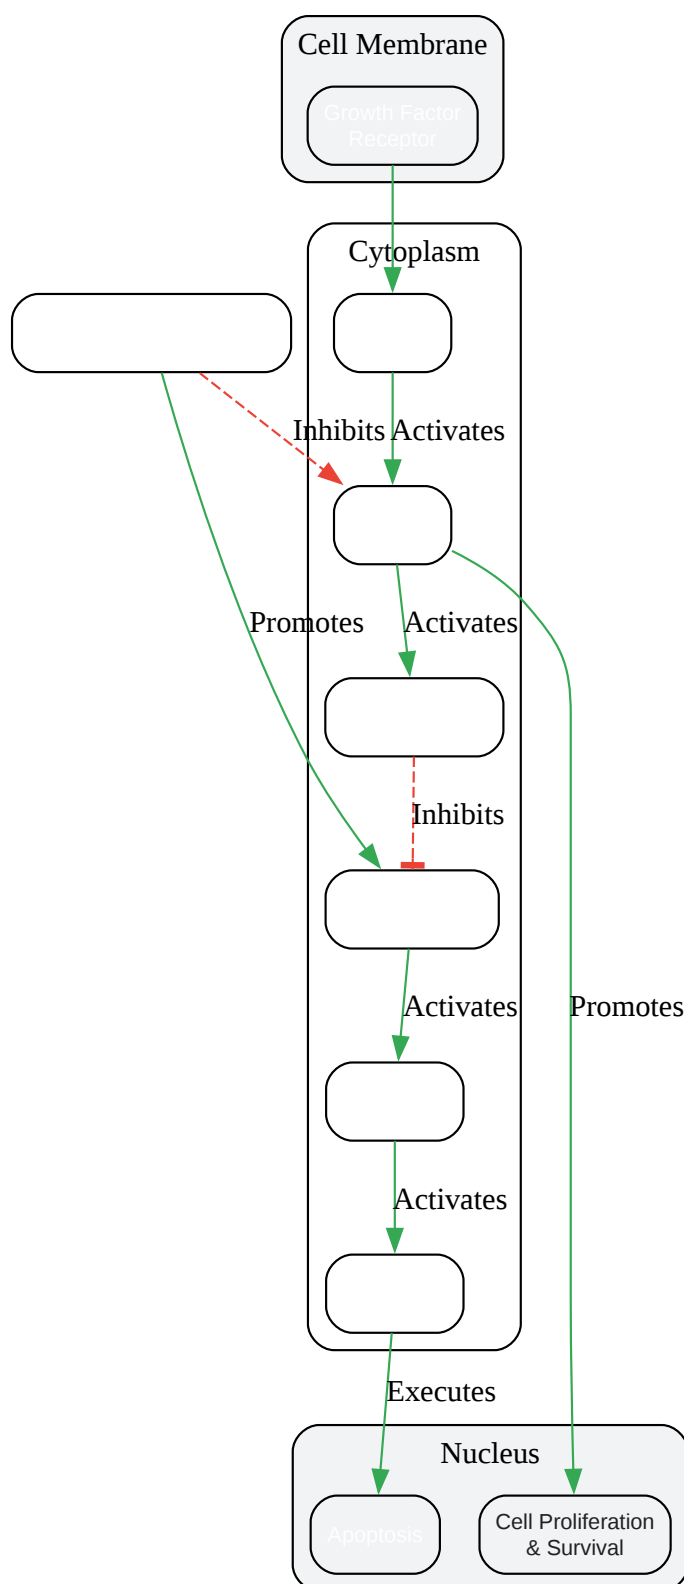 Cell Membrane
Growth Factor
Receptor
Cytoplasm
Inhibits
Activates
Promotes
Activates
Inhibits
Activates
Promotes
Activates
Executes
Nucleus
Apoptosis
Cell Proliferation
& Survival